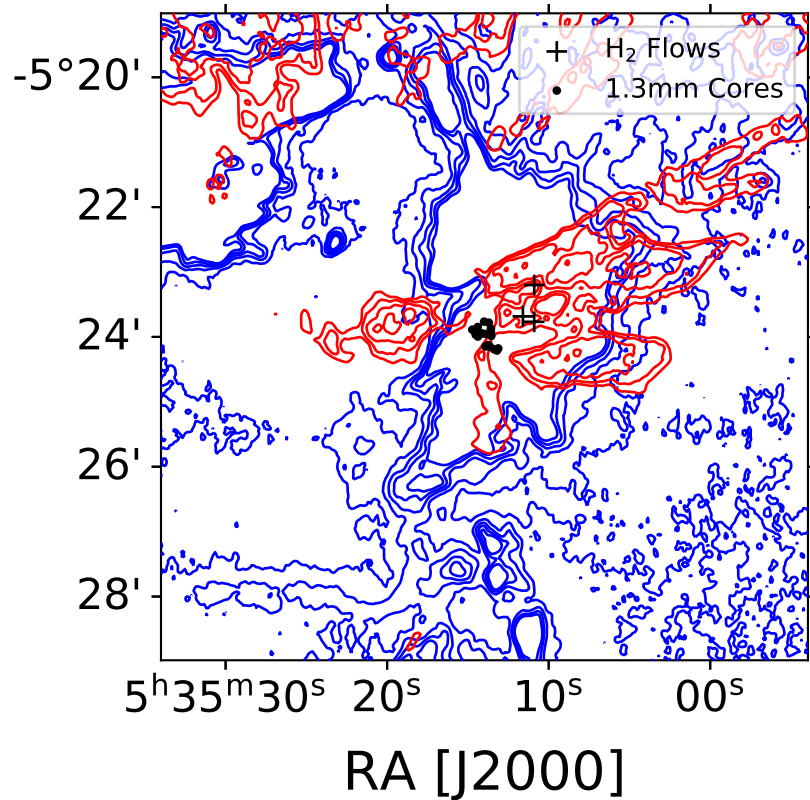 H₂ Flows
1.3mm Cores
-5°20'
22'
24'
26'
28'
5ʰ35ᵐ30ˢ 20ˢ 10ˢ 00ˢ
RA [J2000]